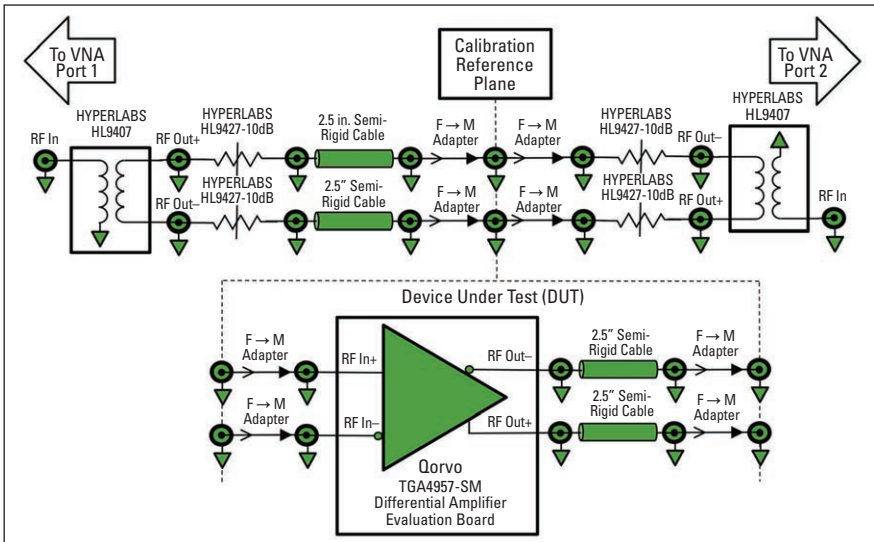 To VNA
Port 1
Calibration
Reference
Plane
To VNA
Port 2
HYPERLABS
HL9407
HYPERLABS
HL9427-10dB
2.5 in. Semi-
Rigid Cable
F → M
Adapter
F → M
Adapter
HYPERLABS
HL9427-10dB
HYPERLABS
HL9407
RF In
RF Out+
RF Out–
HYPERLABS
HL9427-10dB
2.5" Semi-
Rigid Cable
F → M
Adapter
F → M
Adapter
HYPERLABS
HL9427-10dB
RF Out–
RF Out+
RF In
Device Under Test (DUT)
F → M
Adapter
RF In+
RF Out–
2.5" Semi-
Rigid Cable
F → M
Adapter
F → M
Adapter
RF In–
RF Out+
2.5" Semi-
Rigid Cable
F → M
Adapter
Qorvo
TGA4957-SM
Differential Amplifier
Evaluation Board